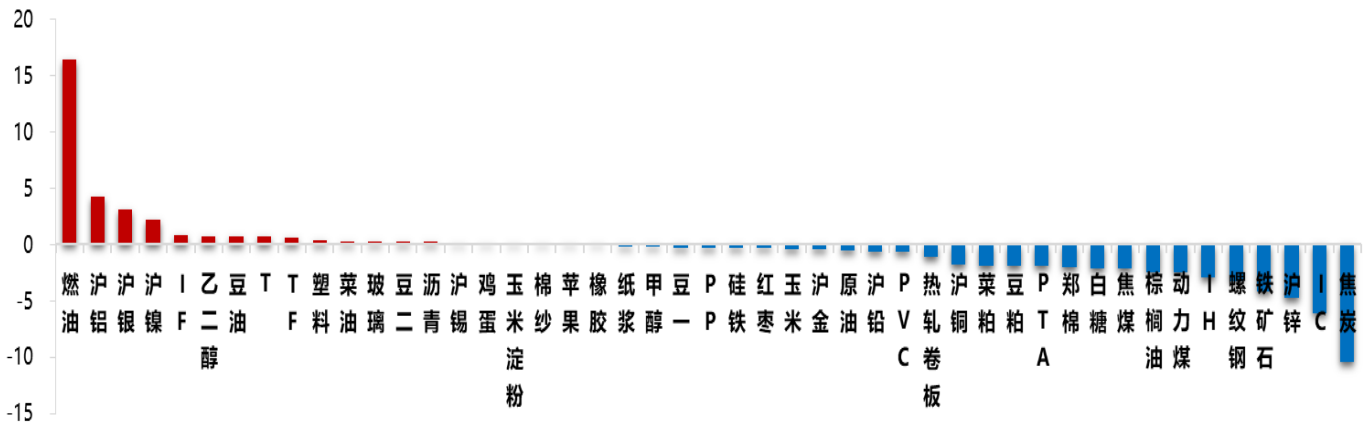 20
15
10
5
0
-5
-10
-15
燃油
沪铝
沪银
沪镍
IF
乙二醇
豆油
T
TF
塑料
菜油
玻璃
豆二
沥青
沪锡
鸡蛋
玉米淀粉
棉纱
苹果
橡胶
纸浆
甲醇
豆一
PP
硅铁
红枣
玉米
沪金
原油
沪铅
PVC
热轧卷板
沪铜
菜粕
豆粕
PTA
郑棉
白糖
焦煤
棕榈油
动力煤
IH
螺纹钢
铁矿石
沪锌
IC
焦炭